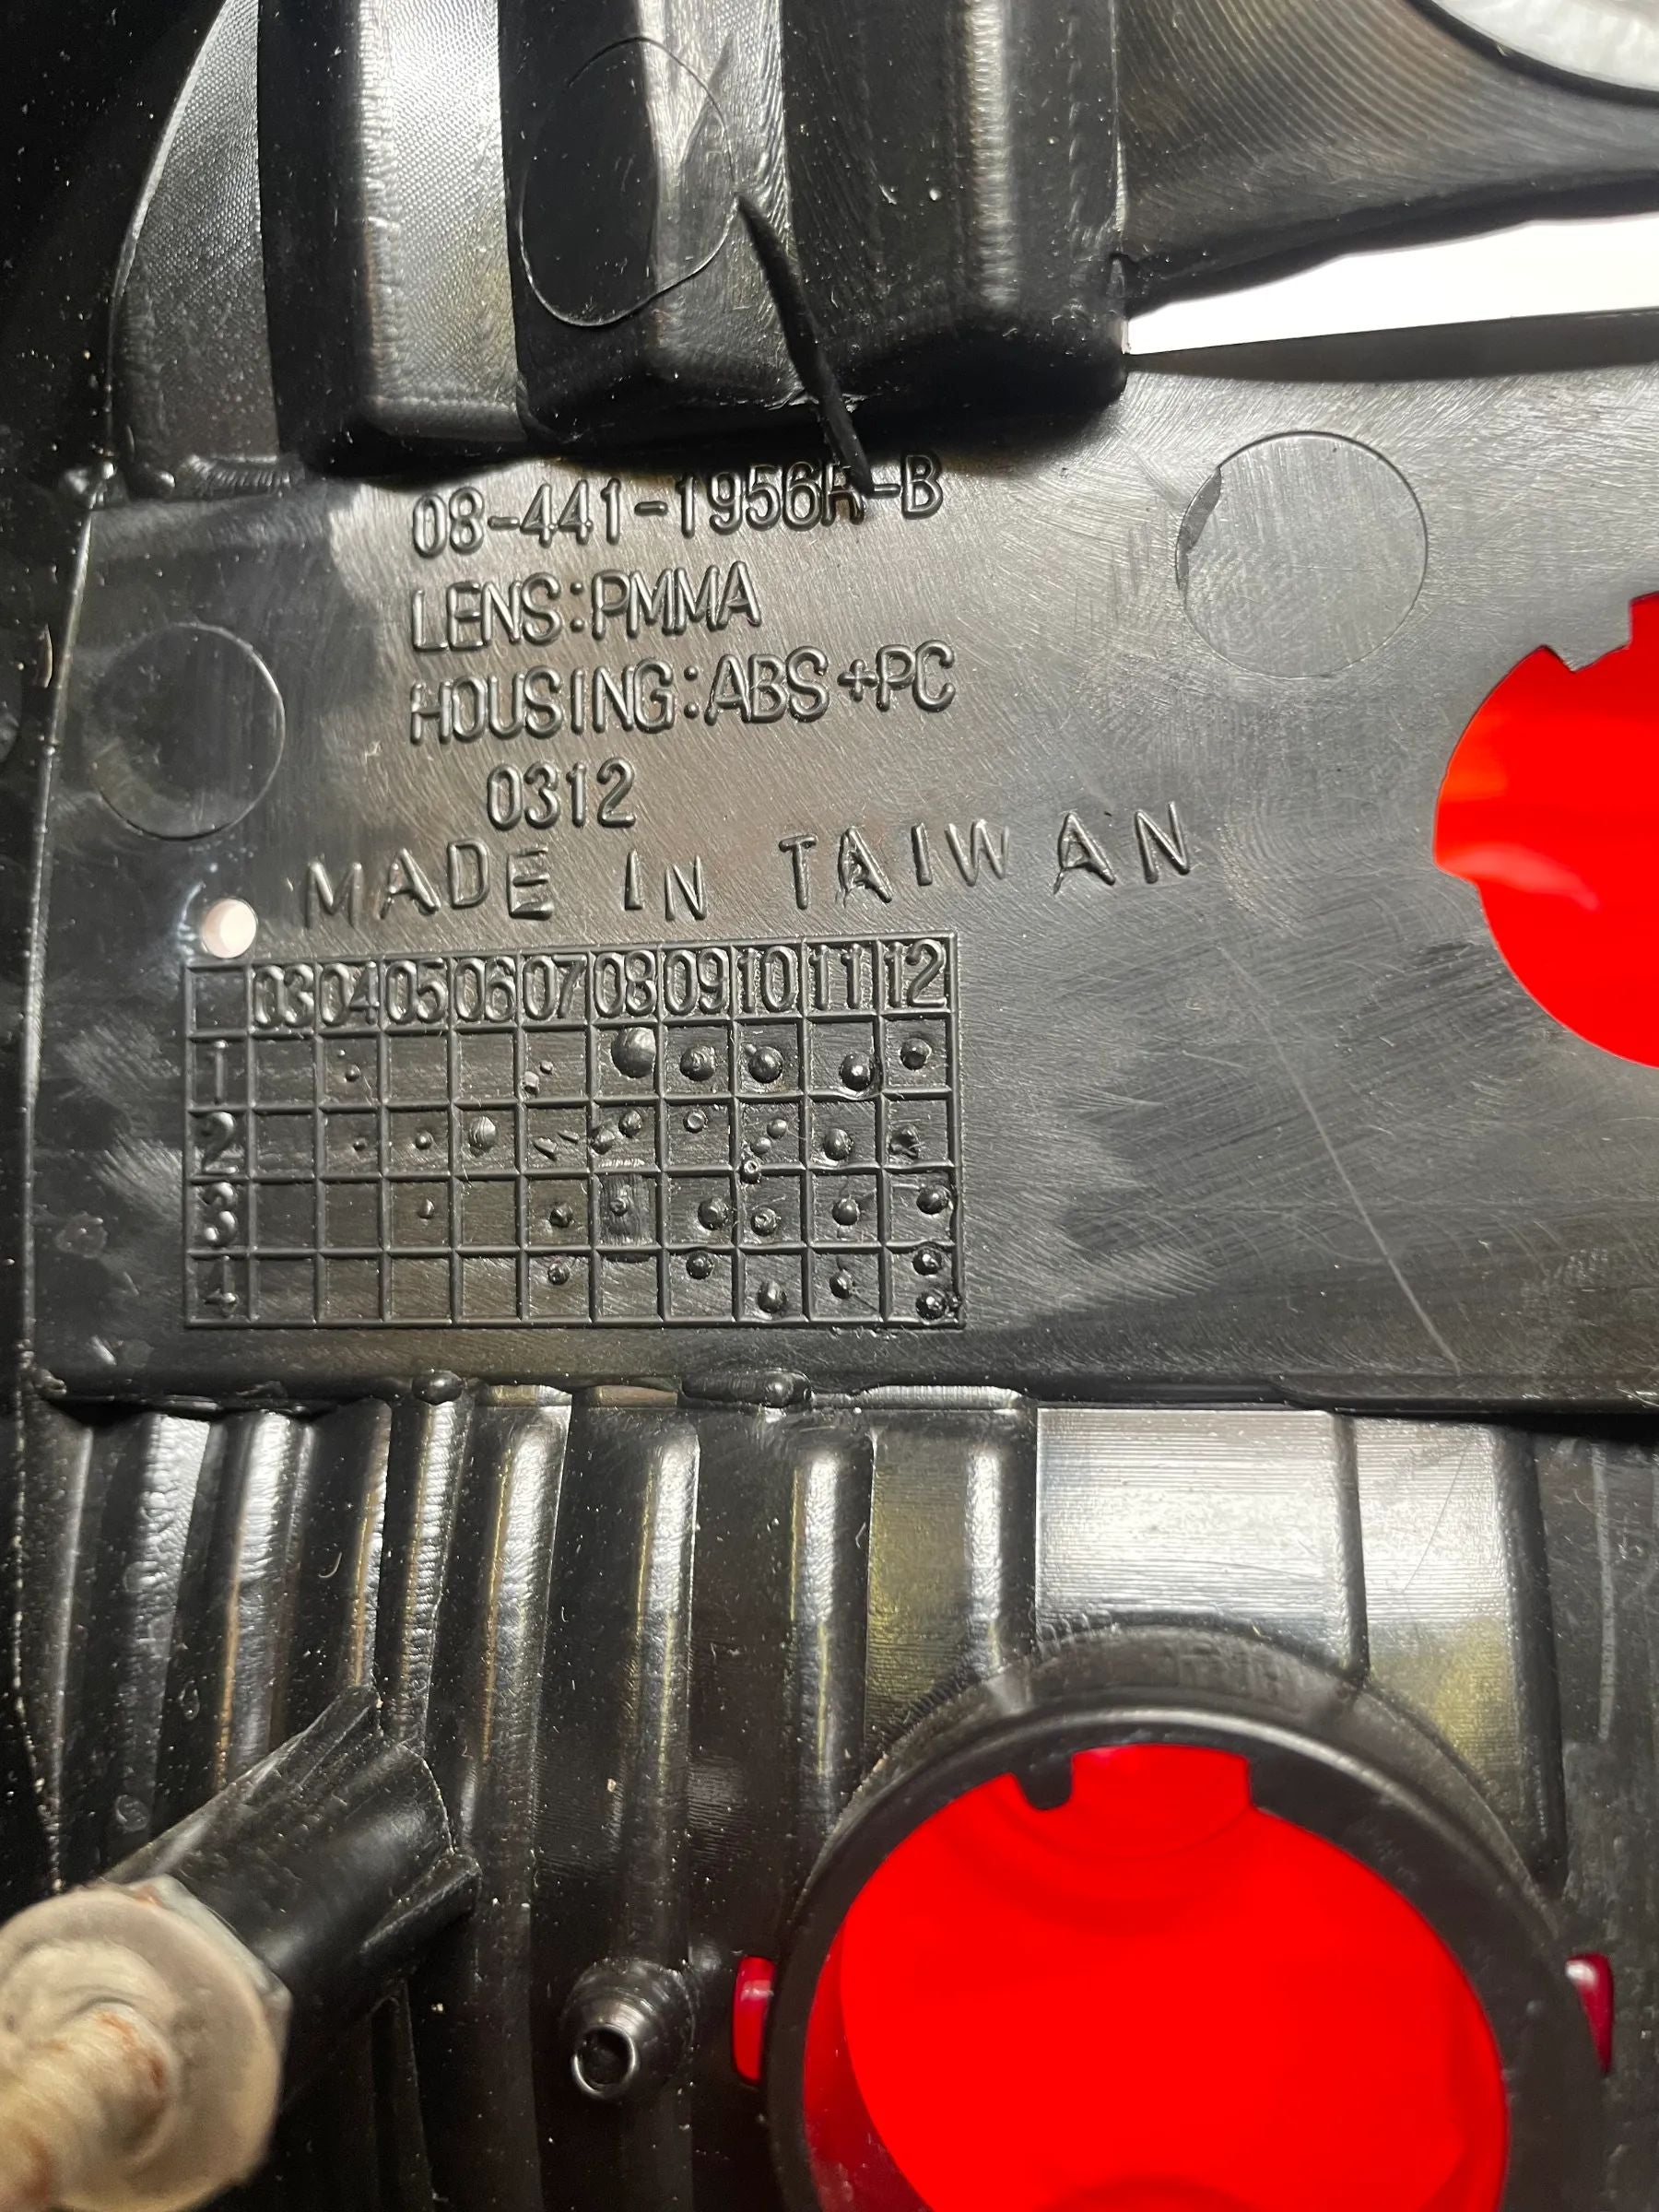 08-441-1956R-B
LENS:PMMA
HOUSING:ABS+PC
0312
MADE IN TAIWAN
03 04 05 06 07 08 09 10 11 12
1
2
3
4